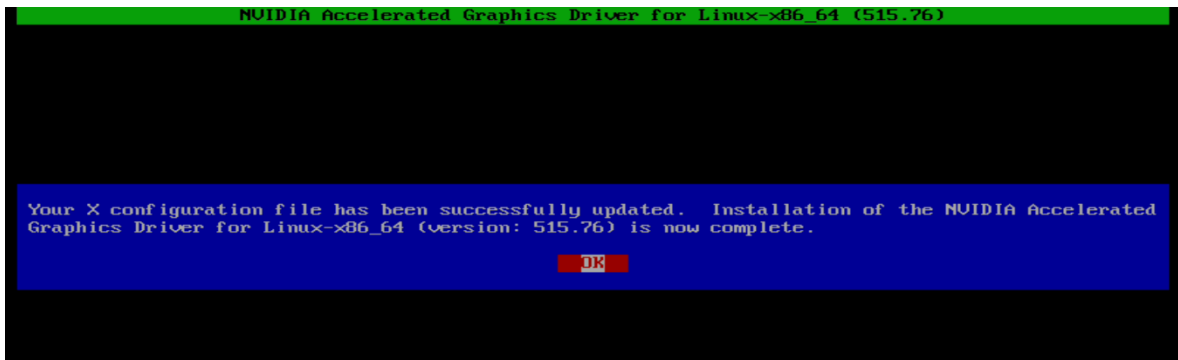 NVIDIA Accelerated Graphics Driver for Linux-x86_64 (515.76)
Your X configuration file has been successfully updated.  Installation of the NVIDIA Accelerated
Graphics Driver for Linux-x86_64 (version: 515.76) is now complete.
OK